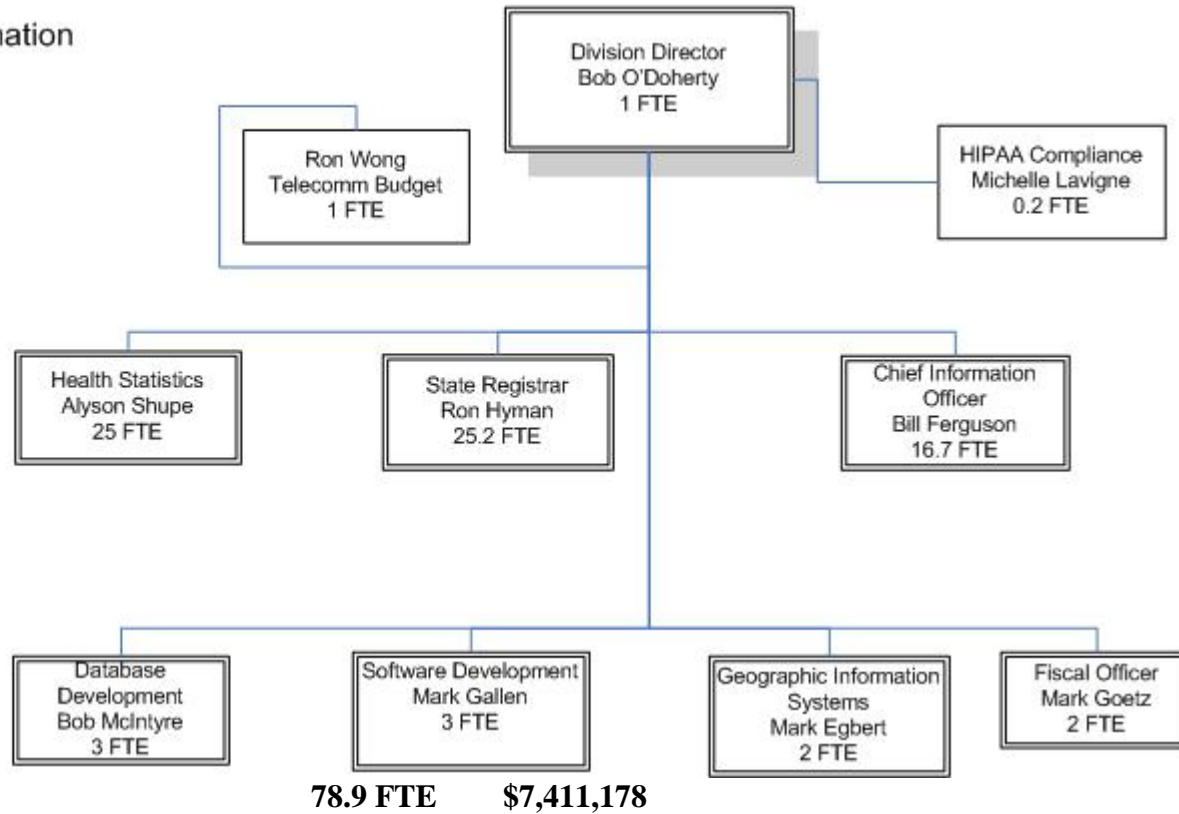 Division Director
Bob O'Doherty
1 FTE
Ron Wong
Telecomm Budget
1 FTE
HIPAA Compliance
Michelle Lavigne
0.2 FTE
Health Statistics
Alyson Shupe
25 FTE
State Registrar
Ron Hyman
25.2 FTE
Chief Information
Officer
Bill Ferguson
16.7 FTE
Database
Development
Bob McIntyre
3 FTE
Software Development
Mark Gallen
3 FTE
Geographic Information
Systems
Mark Egbert
2 FTE
Fiscal Officer
Mark Goetz
2 FTE
78.9 FTE $7,411,178